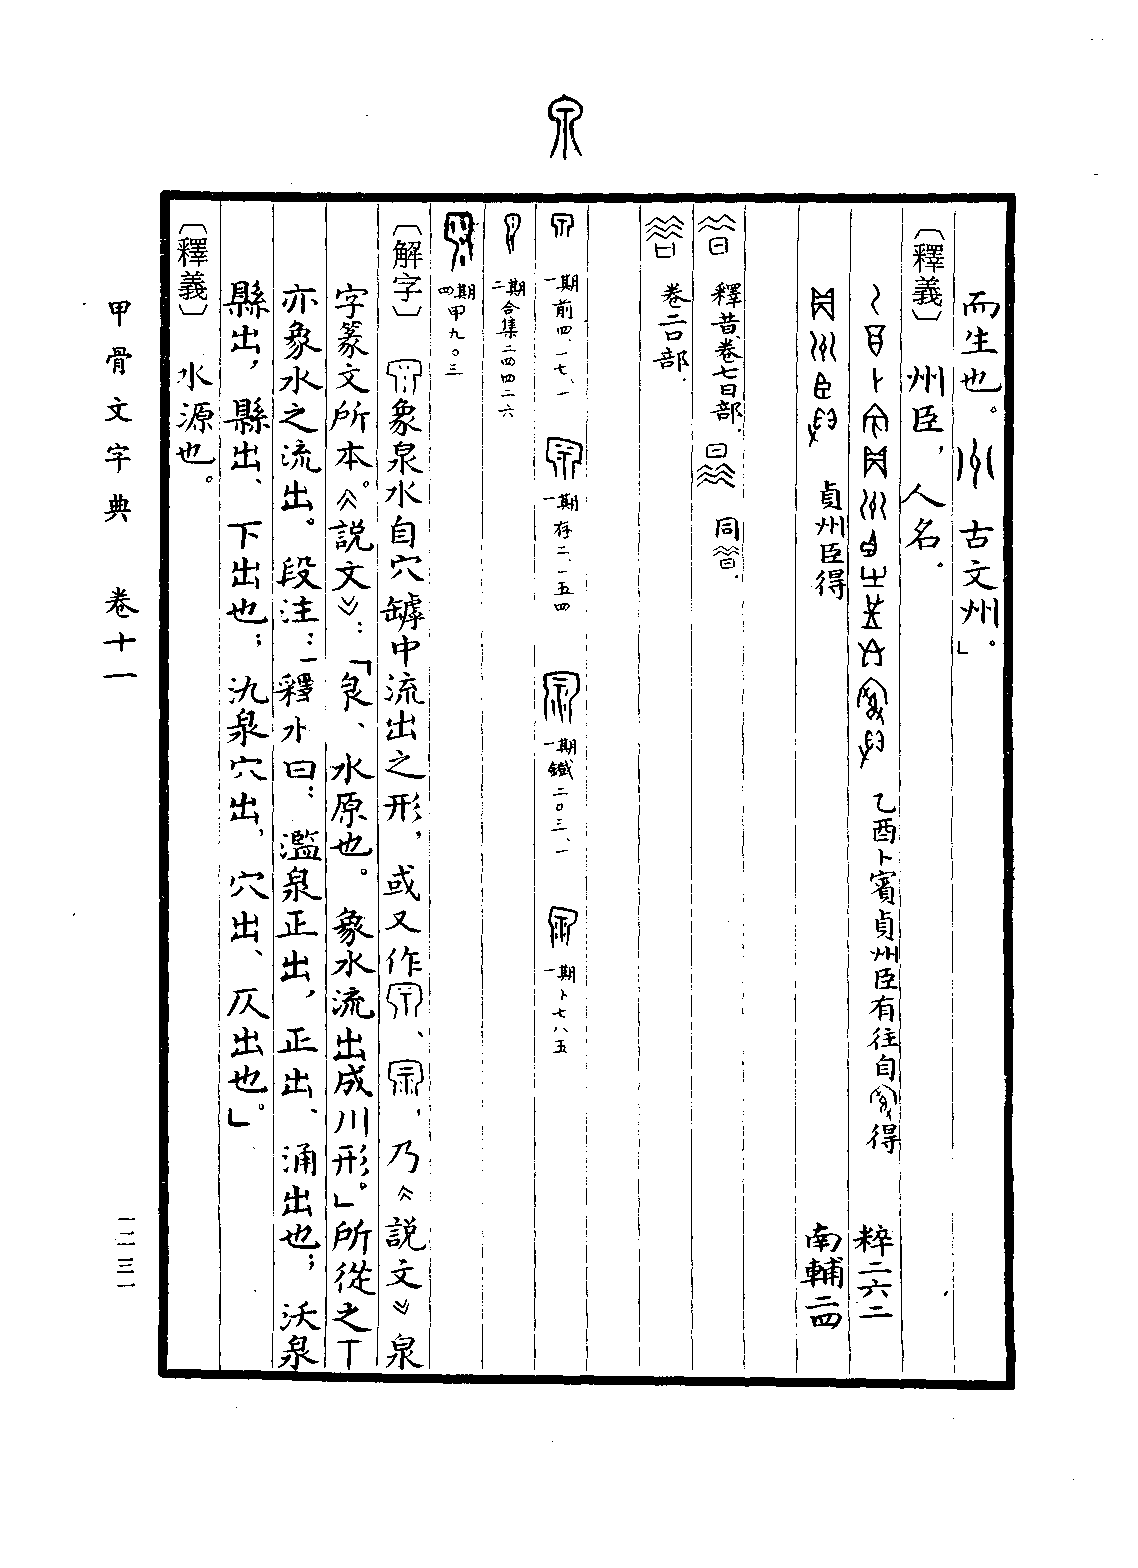 泉
而生也。 古文州。」
〔釋義〕 州臣，人名。
乙酉卜賓貞州臣有往自 得 粹二六二
貞州臣得 南輔二四
釋昔，卷七日部。 同 。
卷二口部。
一期前四、一七、一 一期存二、一五四 一期鐵二〇三、一 一期卜七八五
二期合集二四四二六
四期甲九〇三
〔解字〕 象泉水自穴罅中流出之形，或又作 、 ，乃《説文》泉
字篆文所本。《説文》：「 、水原也。象水流出成川形。」所從之丅
亦象水之流出。段注：「釋水曰：濫泉正出，正出、涌出也；沃泉
縣出，縣出、下出也；氿泉穴出，穴出、仄出也。」
〔釋義〕 水源也。
甲骨文字典 卷十一
一二三一